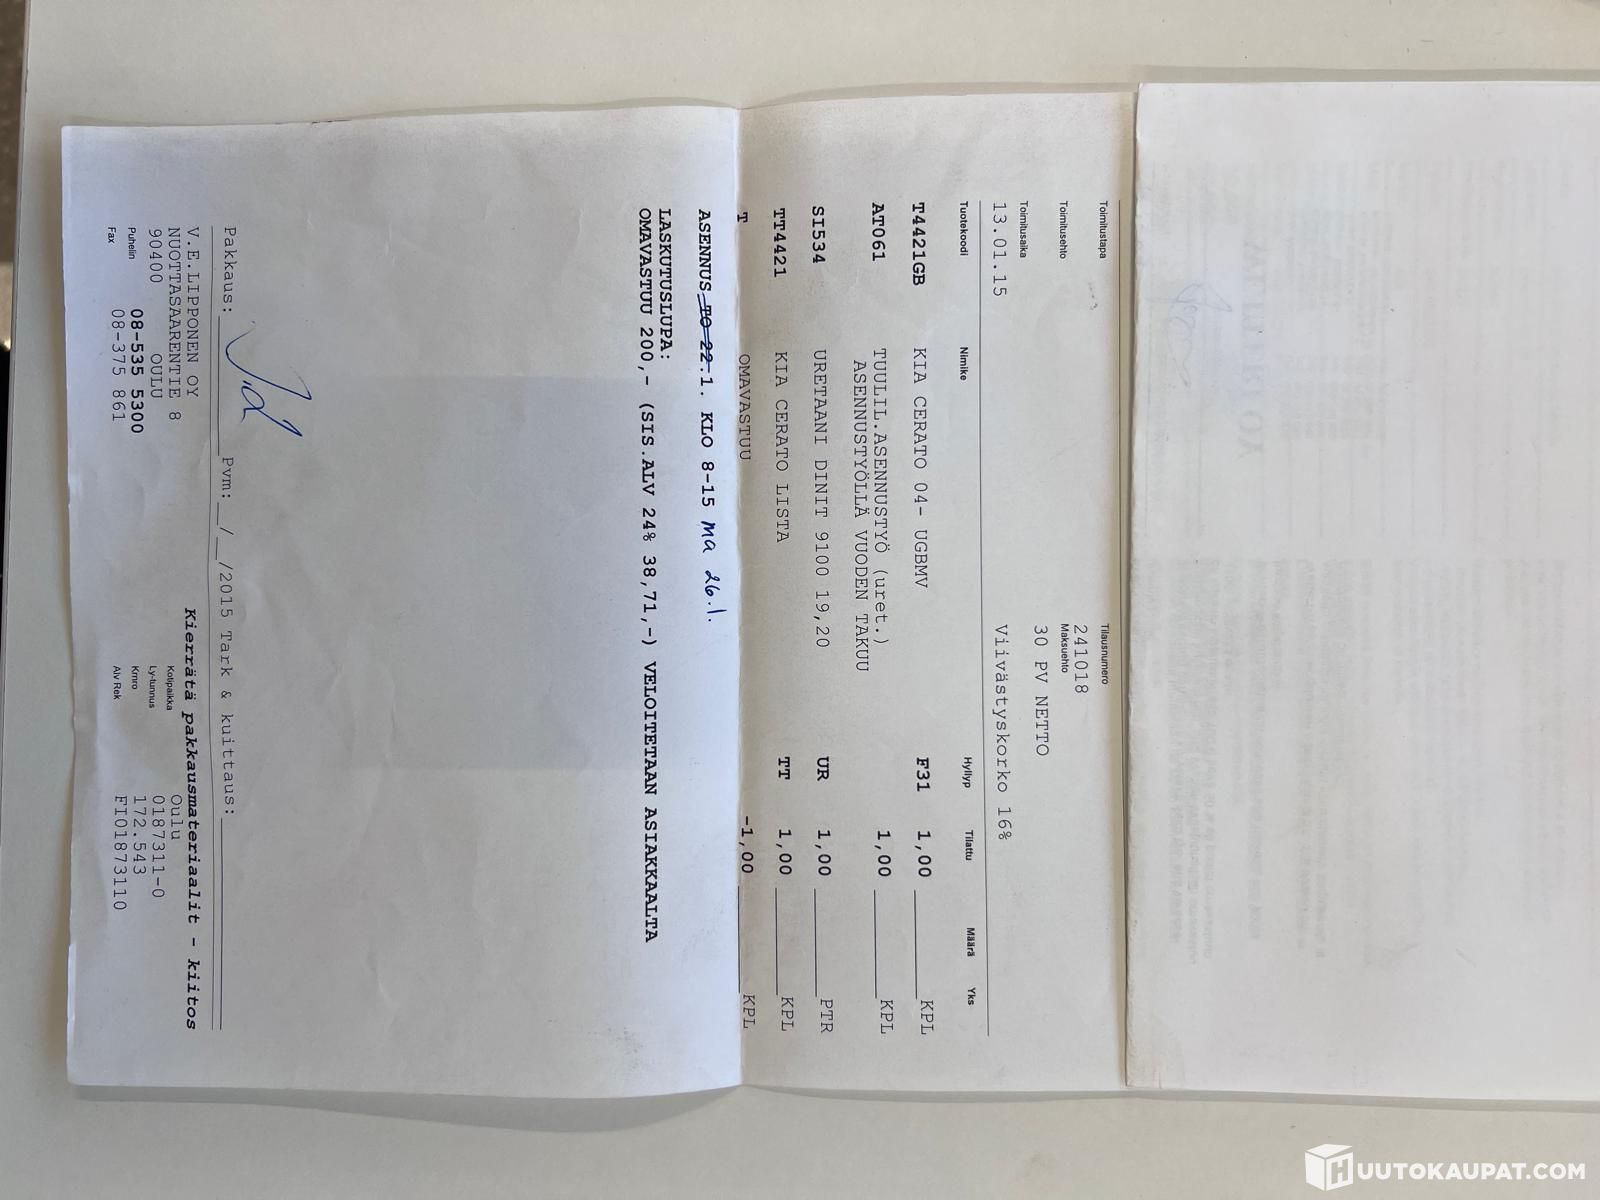 Toimitustapa
Tilausnumero
241018
Toimitusehto
Maksuehto
30 PV NETTO
Toimitusaika
13.01.15
Viivästyskorko 16%
Tuotekoodi Nimike Hyllyp Tilattu Määrä Yks
T4421GB KIA CERATO 04- UGBMV F31 1,00 KPL
AT061 TUULIL.ASENNUSTYÖ (uret.) 1,00 KPL
ASENNUSTYÖLLÄ VUODEN TAKUU
SI534 URETAANI DINIT 9100 19,20 UR 1,00 PTR
TT4421 KIA CERATO LISTA TT 1,00 KPL
T OMAVASTUU -1,00 KPL
ASENNUS TO 22.1. KLO 8-15 ma 26.1.
LASKUTUSLUPA:
OMAVASTUU 200,- (SIS.ALV 24% 38,71,-) VELOITETAAN ASIAKKAALTA
Pakkaus: Pvm:__/__/2015 Tark & kuittaus:
Kierrätä pakkausmateriaalit - kiitos
V.E.LIPPONEN OY
NUOTTASAARENTIE 8 Kotipaikka Oulu
90400 OULU Ly-tunnus 0187311-0
Puhelin 08-535 5300 Kmro 172.543
Fax 08-375 861 Alv Rek FI01873110
HUUTOKAUPAT.COM